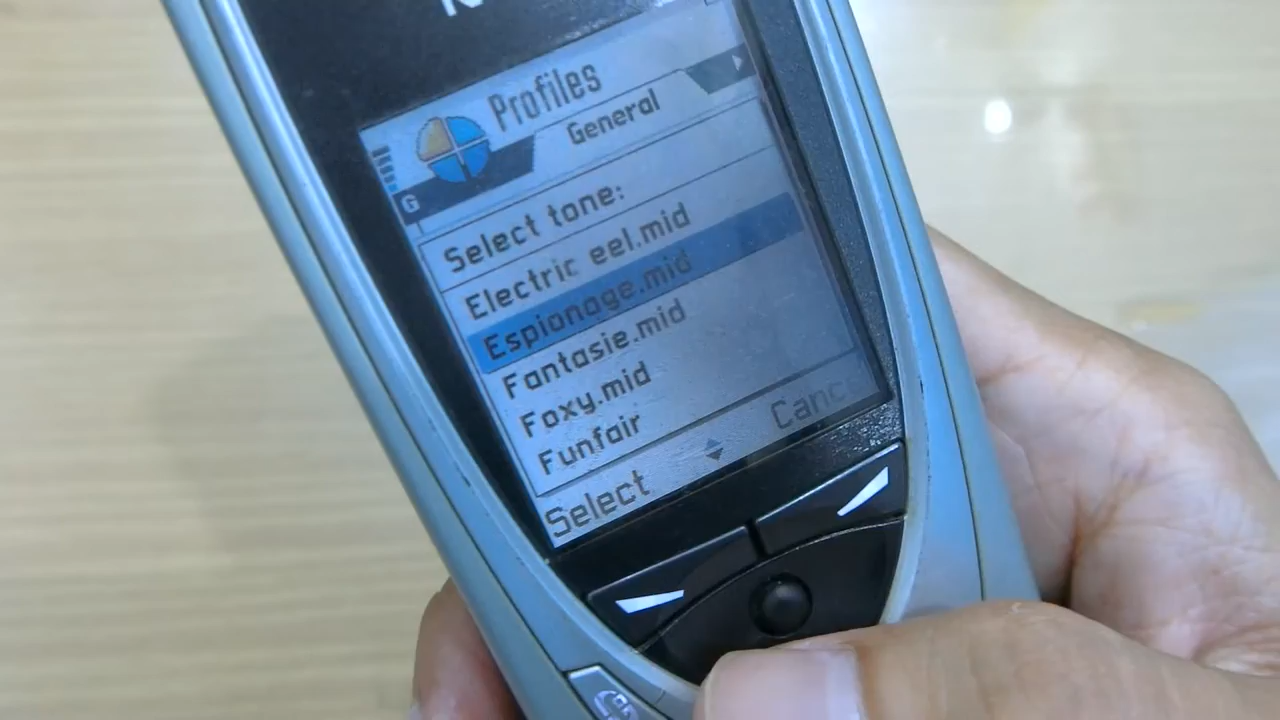 Profiles
General
G
Select tone:
Electric eel.mid
Espionage.mid
Fantasie.mid
Foxy.mid
Funfair
Select